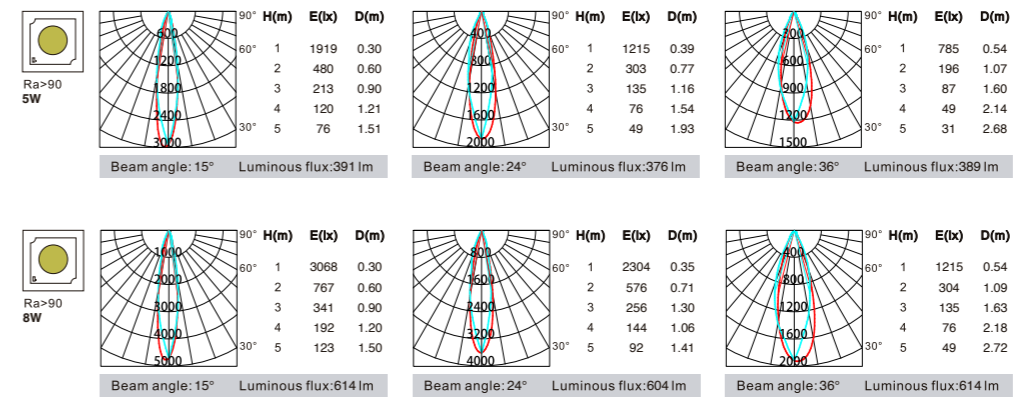 Ra>90
5W
600
1200
1800
2400
3000
90°
60°
30°
H(m) E(lx) D(m)
1 1919 0.30
2 480 0.60
3 213 0.90
4 120 1.21
5 76 1.51
Beam angle: 15° Luminous flux:391 lm
400
800
1200
1600
2000
90°
60°
30°
H(m) E(lx) D(m)
1 1215 0.39
2 303 0.77
3 135 1.16
4 76 1.54
5 49 1.93
Beam angle: 24° Luminous flux:376 lm
200
600
900
1200
1500
90°
60°
30°
H(m) E(lx) D(m)
1 785 0.54
2 196 1.07
3 87 1.60
4 49 2.14
5 31 2.68
Beam angle: 36° Luminous flux:389 lm
Ra>90
8W
1000
2000
3000
4000
5000
90°
60°
30°
H(m) E(lx) D(m)
1 3068 0.30
2 767 0.60
3 341 0.90
4 192 1.20
5 123 1.50
Beam angle: 15° Luminous flux:614 lm
800
1600
2400
3200
4000
90°
60°
30°
H(m) E(lx) D(m)
1 2304 0.35
2 576 0.71
3 256 1.30
4 144 1.06
5 92 1.41
Beam angle: 24° Luminous flux:604 lm
400
800
1200
1600
2000
90°
60°
30°
H(m) E(lx) D(m)
1 1215 0.54
2 304 1.09
3 135 1.63
4 76 2.18
5 49 2.72
Beam angle: 36° Luminous flux:614 lm